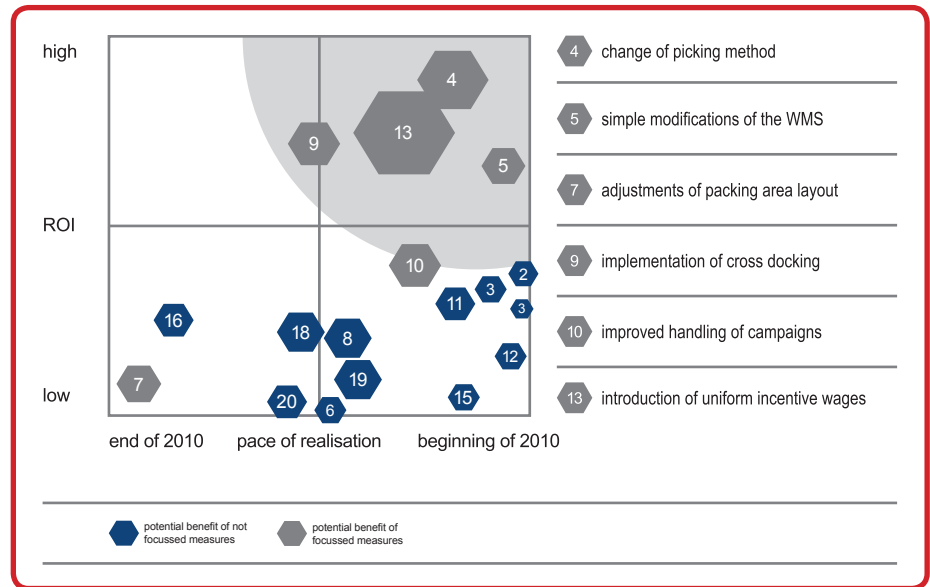 high
4
13
9
5
ROI
10
2
3
3
11
16
18
8
12
7
19
low
20
6
15
end of 2010
pace of realisation
beginning of 2010
4 change of picking method
5 simple modifications of the WMS
7 adjustments of packing area layout
9 implementation of cross docking
10 improved handling of campaigns
13 introduction of uniform incentive wages
potential benefit of not
focussed measures
potential benefit of
focussed measures